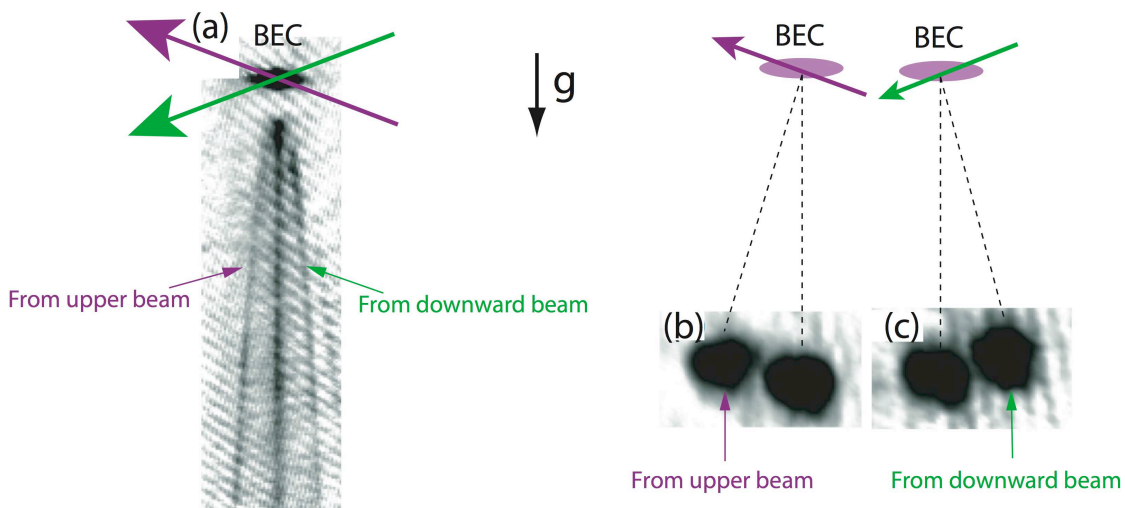 (a)
BEC
g
From upper beam
From downward beam
BEC
BEC
(b)
(c)
From upper beam
From downward beam